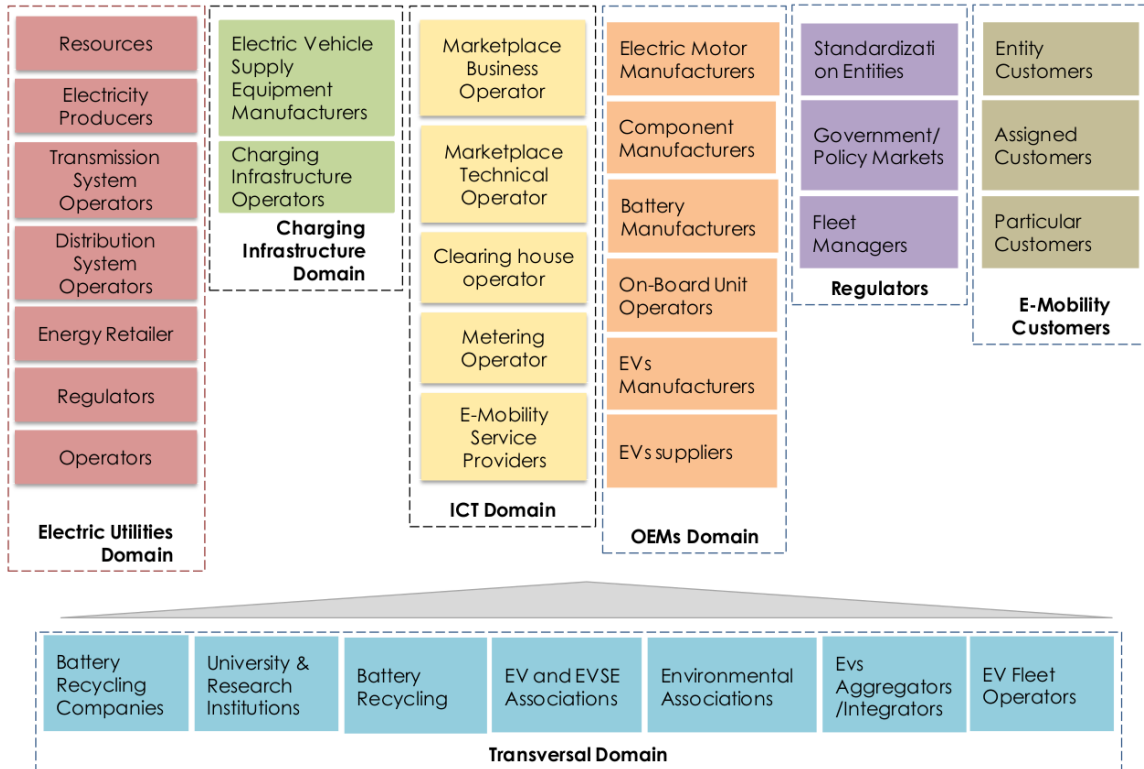 Resources
Electricity
Producers
Transmission
System
Operators
Distribution
System
Operators
Energy Retailer
Regulators
Operators
Electric Utilities
Domain
Electric Vehicle
Supply
Equipment
Manufacturers
Charging
Infrastructure
Operators
Charging
Infrastructure
Domain
Marketplace
Business
Operator
Marketplace
Technical
Operator
Clearing house
operator
Metering
Operator
E-Mobility
Service
Providers
ICT Domain
Electric Motor
Manufacturers
Component
Manufacturers
Battery
Manufacturers
On-Board Unit
Operators
EVs
Manufacturers
EVs suppliers
OEMs Domain
Standardizati
on Entities
Government/
Policy Markets
Fleet
Managers
Regulators
Entity
Customers
Assigned
Customers
Particular
Customers
E-Mobility
Customers
Battery
Recycling
Companies
University &
Research
Institutions
Battery
Recycling
EV and EVSE
Associations
Environmental
Associations
Evs
Aggregators
/Integrators
EV Fleet
Operators
Transversal Domain